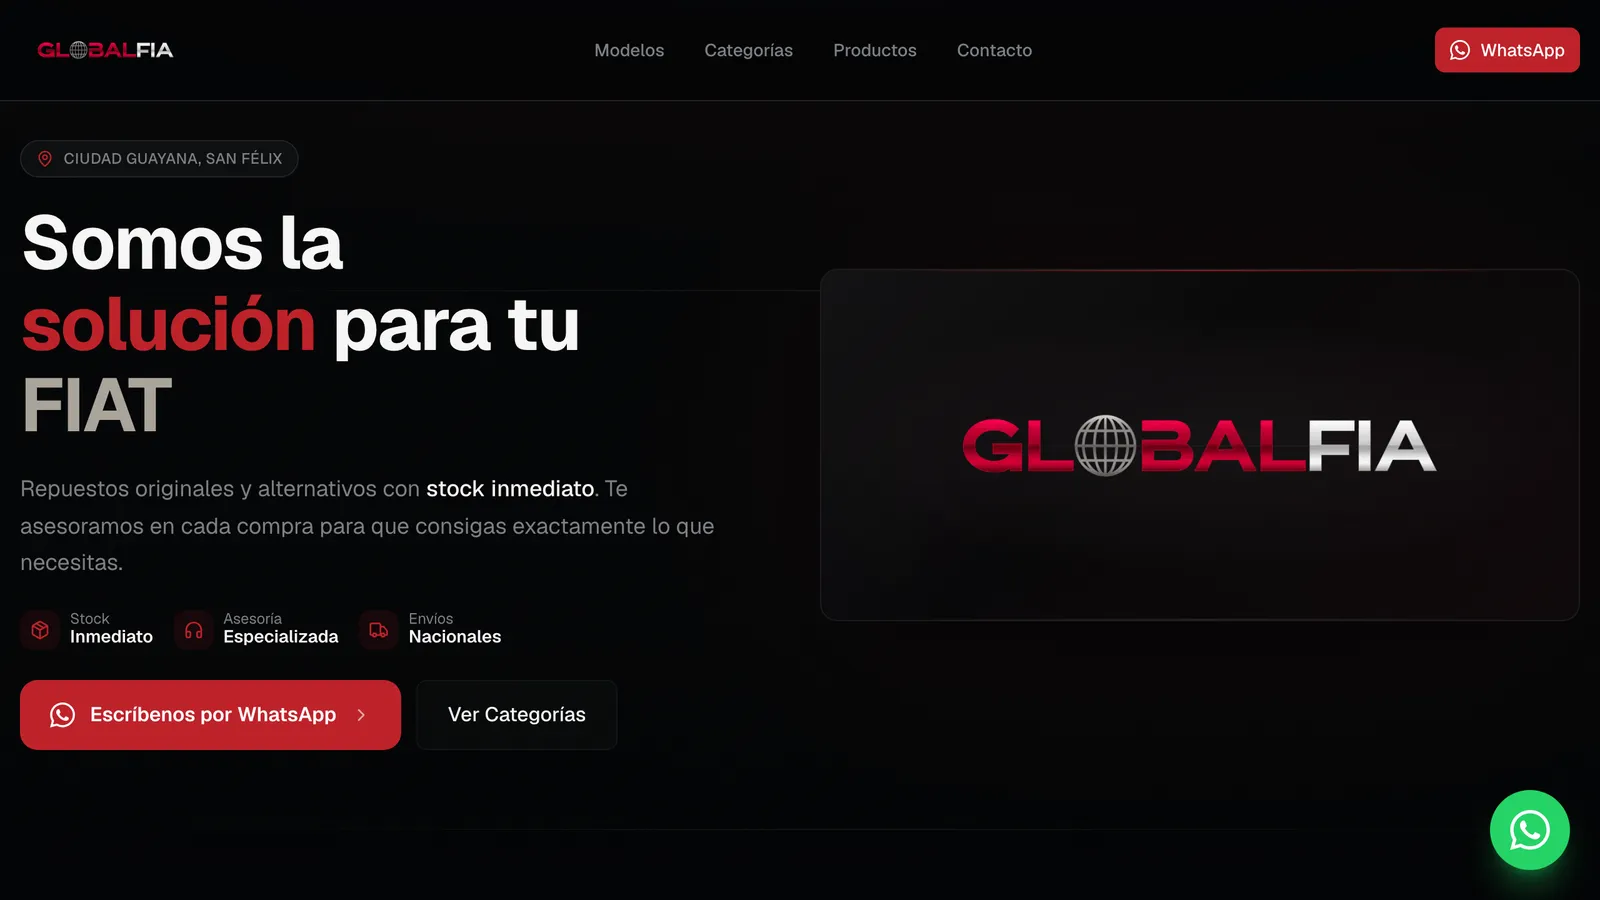 GLOBALFIA
Modelos
Categorías
Productos
Contacto
WhatsApp
CIUDAD GUAYANA, SAN FÉLIX
Somos la
solución para tu
FIAT
Repuestos originales y alternativos con stock inmediato. Te
asesoramos en cada compra para que consigas exactamente lo que
necesitas.
Stock
Inmediato
Asesoría
Especializada
Envíos
Nacionales
Escríbenos por WhatsApp
Ver Categorías
GLOBALFIA